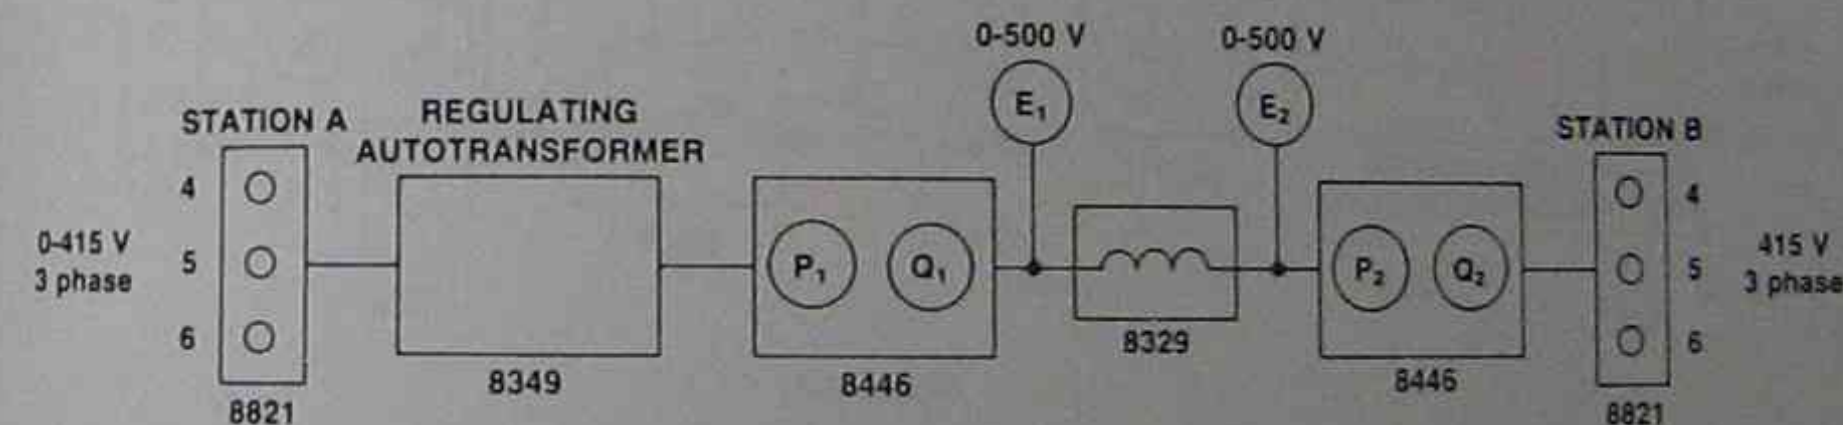 0-500 V
0-500 V
E₁
E₂
STATION A
REGULATING
AUTOTRANSFORMER
STATION B
4
4
0-415 V
3 phase
5
P₁
Q₁
P₂
Q₂
5
415 V
3 phase
6
6
8329
8349
8446
8446
8821
8821